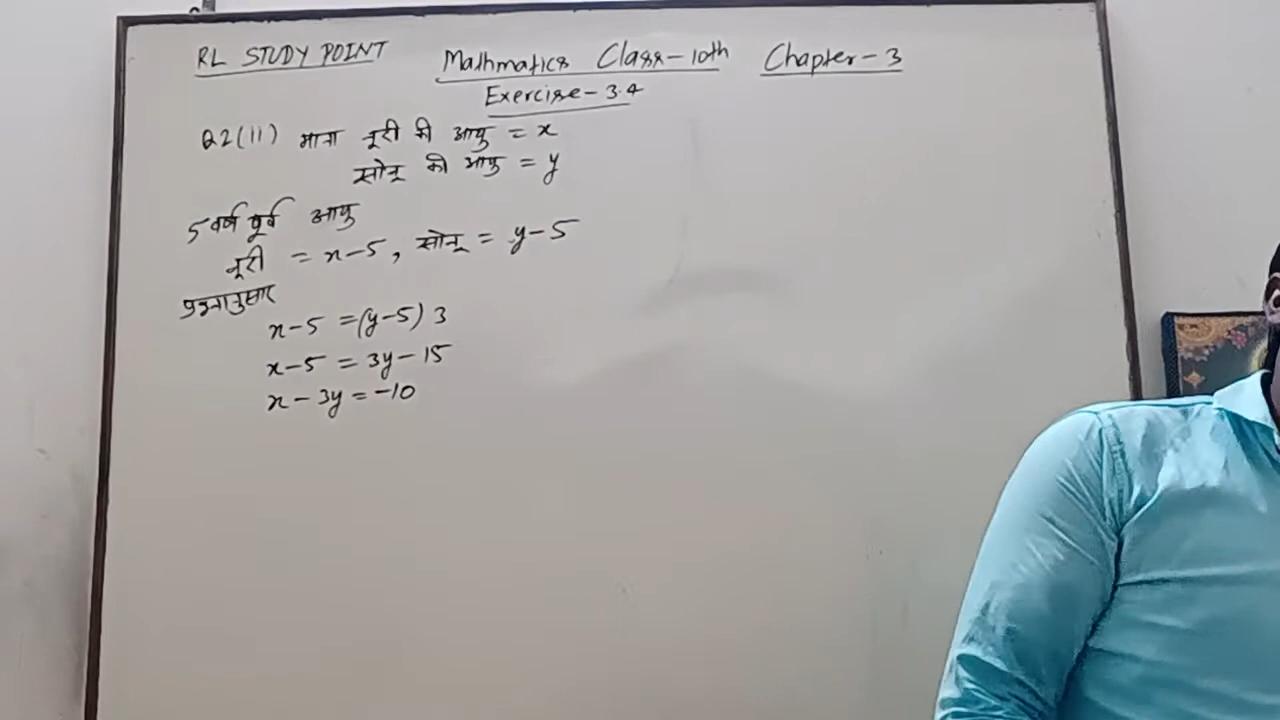 RL STUDY POINT Mathmatics Class-10th Chapter-3
Exercise-3.4
Q2(11) माना नूरी की आयु = x
सोनू की आयु = y
5 वर्ष पूर्व आयु
नूरी = x-5, सोनू = y-5
प्रश्नानुसार
x-5 = (y-5) 3
x-5 = 3y-15
x-3y = -10